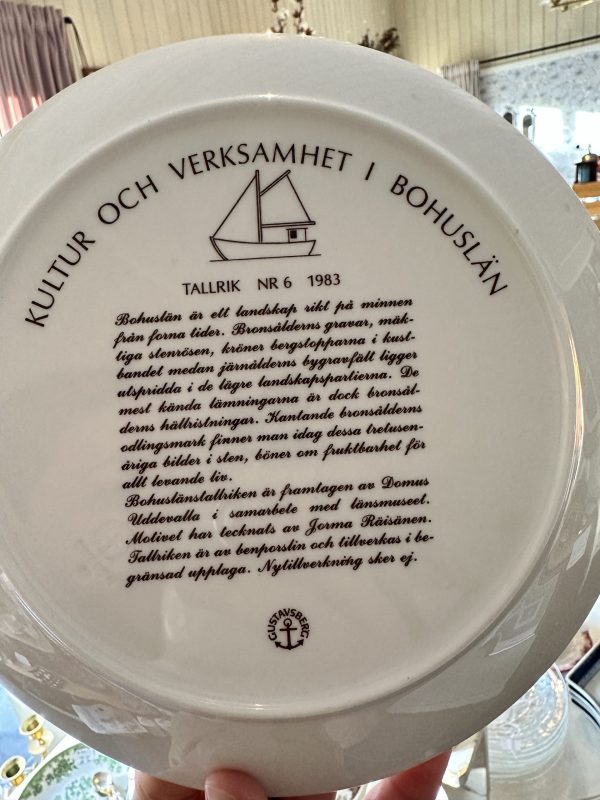 KULTUR OCH VERKSAMHET I BOHUSLÄN
TALLRIK NR 6 1983
Bohuslän är ett landskap rikt på minnen
från forna tider. Bronsålderns gravar, mäk-
tiga stenrösen, kröner bergstopparna i kust-
bandet medan järnålderns bygravfält ligger
utspridda i de lägre landskapspartierna. De
mest kända lämningarna är dock bronsål-
derns hällristningar. Kantande bronsålderns
odlingsmark finner man idag dessa tretusen-
åriga bilder i sten, böner om fruktbarhet för
allt levande liv.
Bohuslänstallriken är framtagen av Domus
Uddevalla i samarbete med länsmuseet.
Motivet har tecknats av Jorma Räisänen.
Tallriken är av benporslin och tillverkas i be-
gränsad upplaga. Nytillverkning sker ej.
GUSTAVSBERG